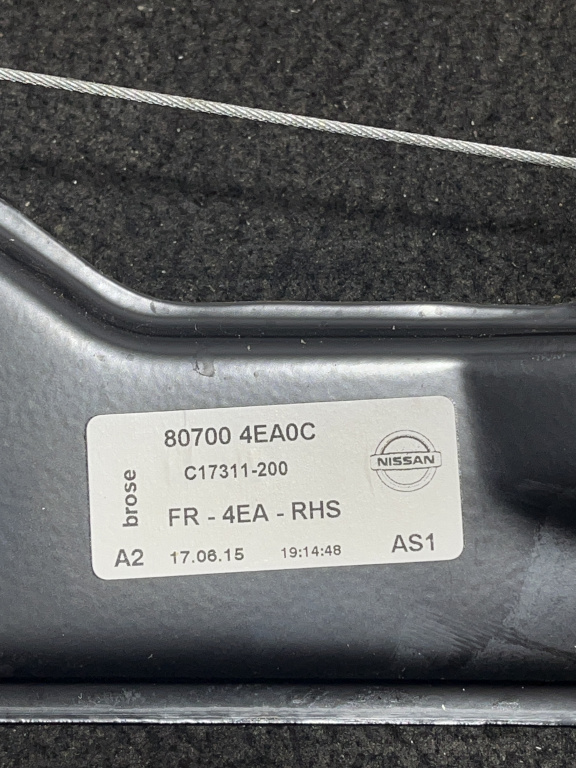 80700 4EA0C
C17311-200
NISSAN
brose
FR - 4EA - RHS
A2 17.06.15 19:14:48 AS1